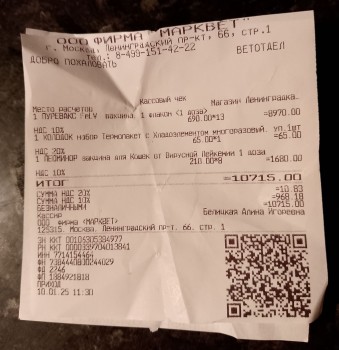 ООО ФИРМА "МАРКВЕТ"
г. Москва, Ленинградский пр-кт, 66, стр.1
тел.: 8-499-151-42-22
ДОБРО ПОЖАЛОВАТЬ ВЕТОТДЕЛ
Кассовый чек
Место расчетов Магазин Ленинградка
1 ПУРЕВАКС FeLV вакцина, 1 флакон (1 доза)
690.00*13 =8970.00
НДС 10%
1 ХОЛОДОК набор Термопакет с Хладоэлементом многоразовый, уп.1шт
65.00*1 =65.00
НДС 20%
1 ЛЕОМИНОР вакцина для Кошек от Вирусной Лейкемии 1 доза
210.00*8 =1680.00
НДС 10%
ИТОГ =10715.00
СУММА НДС 20% =10.83
СУММА НДС 10% =968.18
БЕЗНАЛИЧНЫМИ =10715.00
Кассир Белицкая Алина Игоревна
ООО ФИРМА «МАРКВЕТ»
125315, Москва, Ленинградский пр-т, 66, стр. 1
ЗН ККТ 00105305384977
РН ККТ 0003339704013841
ИНН 7714154464
ФН 7384440800244029
ФД 2246
ФП 1884921818
ПРИХОД
10.01.25 11:30